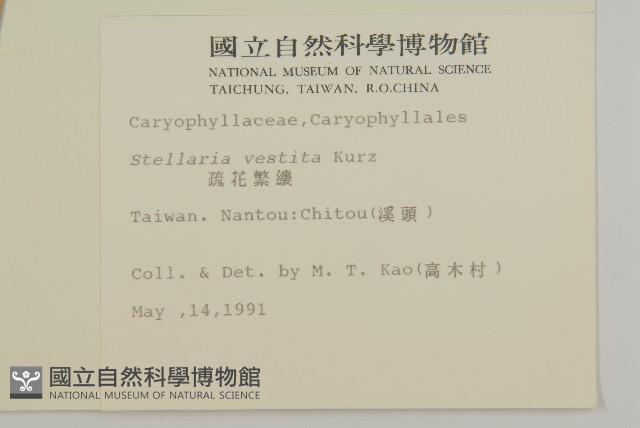 國立自然科學博物館
NATIONAL MUSEUM OF NATURAL SCIENCE
TAICHUNG, TAIWAN, R.O.CHINA
Caryophyllaceae,Caryophyllales
Stellaria vestita Kurz
疏花繁縷
Taiwan. Nantou:Chitou(溪頭)
Coll. & Det. by M. T. Kao(高木村)
May ,14,1991
國立自然科學博物館
NATIONAL MUSEUM OF NATURAL SCIENCE